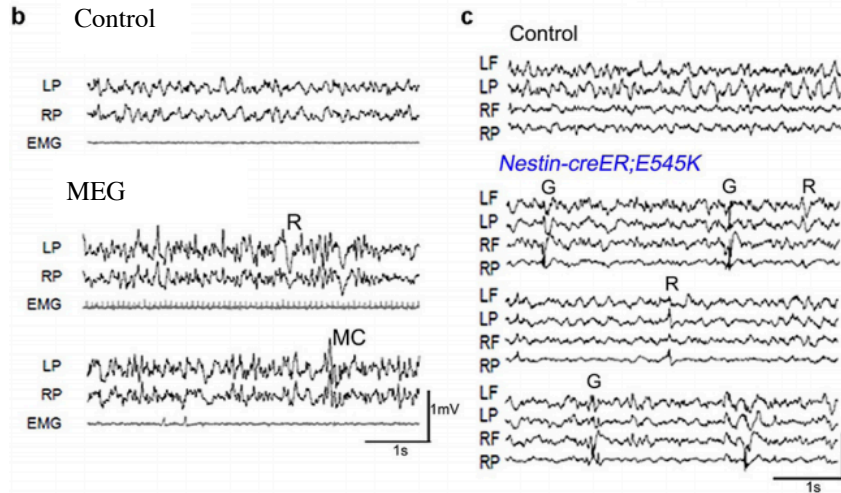 b
Control
LP
RP
EMG
MEG
R
LP
RP
EMG
MC
LP
RP
EMG
1mV
1s
c
Control
LF
LP
RF
RP
Nestin-creER;E545K
G G R
LF
LP
RF
RP
R
LF
LP
RF
RP
G
LF
LP
RF
RP
1s